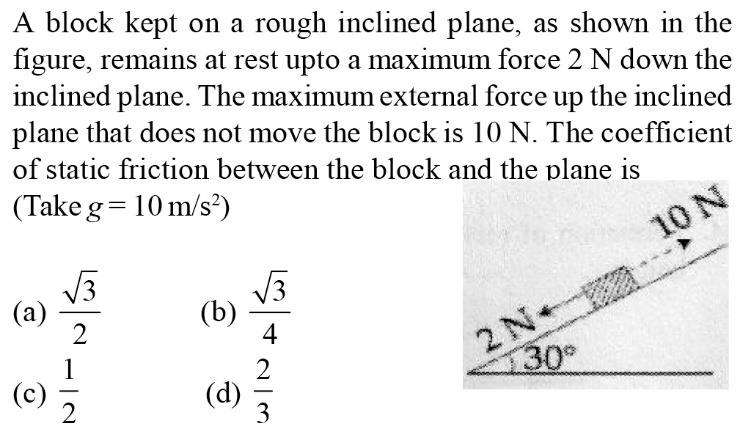 A block kept on a rough inclined plane, as shown in the
figure, remains at rest upto a maximum force 2 N down the
inclined plane. The maximum external force up the inclined
plane that does not move the block is 10 N. The coefficient
of static friction between the block and the plane is
(Take g = 10 m/s²)
10 N
2 N
30°
(a) √3/2 (b) √3/4
(c) 1/2 (d) 2/3